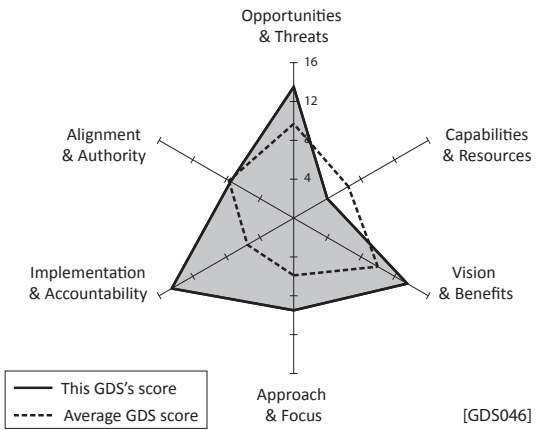 Opportunities
& Threats
16
12
4
Alignment
& Authority
Capabilities
& Resources
Implementation
& Accountability
Vision
& Benefits
Approach
& Focus
This GDS's score
Average GDS score
[GDS046]